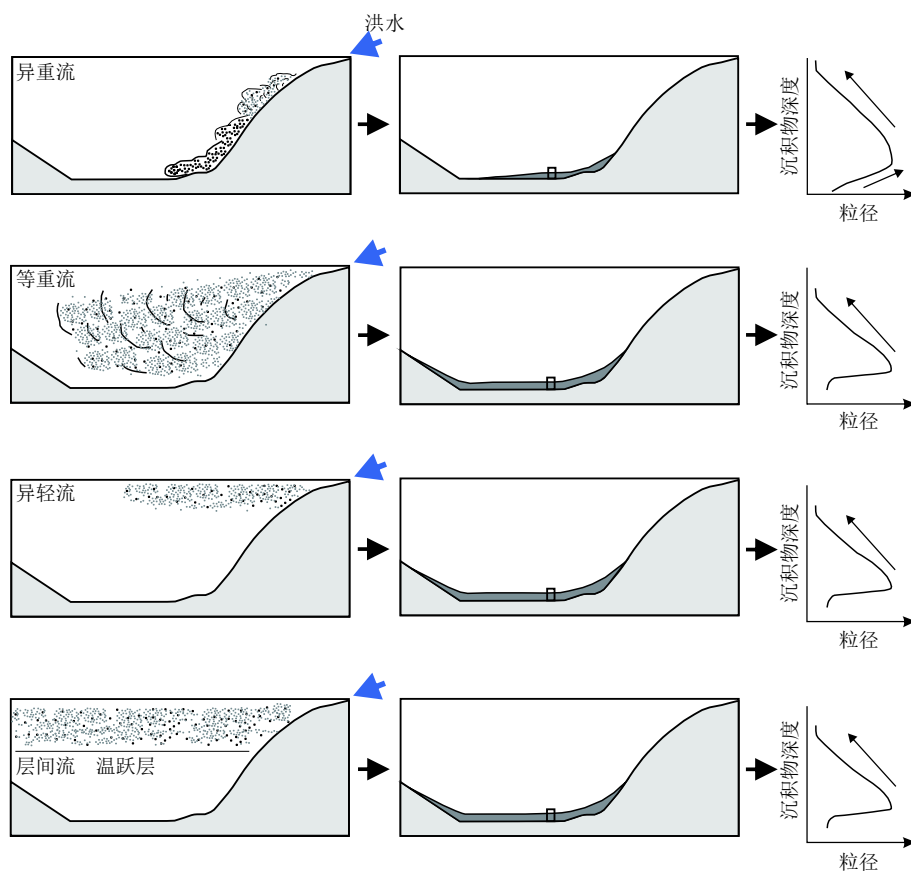 洪水
异重流
沉积物深度
粒径
等重流
沉积物深度
粒径
异轻流
沉积物深度
粒径
层间流 温跃层
沉积物深度
粒径